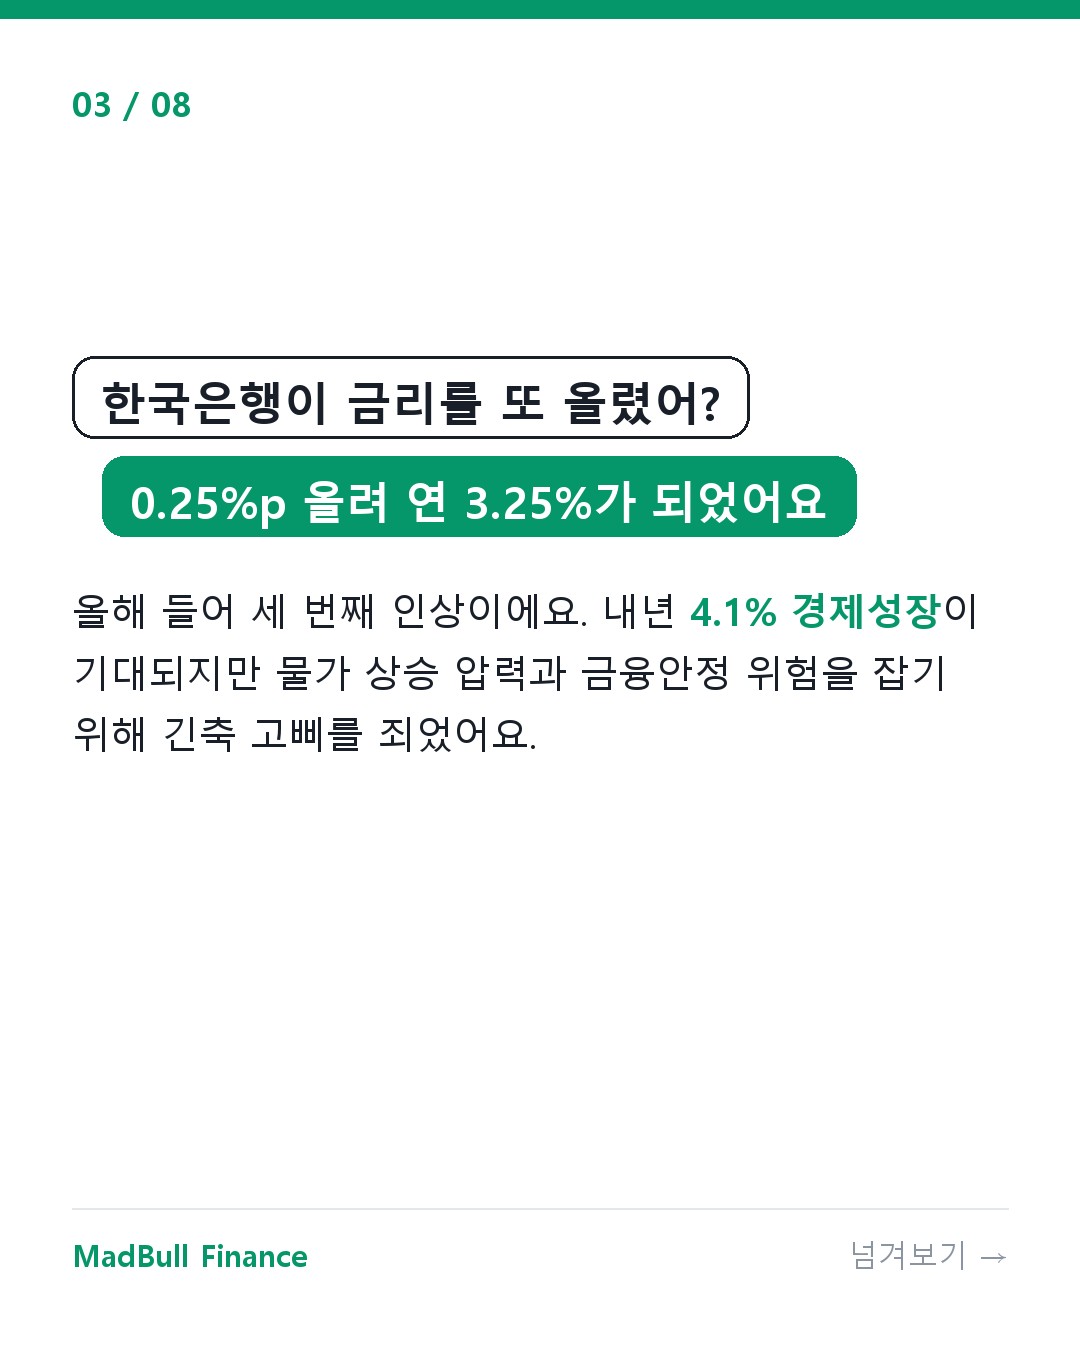 03 / 08
한국은행이 금리를 또 올렸어?
0.25%p 올려 연 3.25%가 되었어요
올해 들어 세 번째 인상이에요. 내년 4.1% 경제성장이
기대되지만 물가 상승 압력과 금융안정 위험을 잡기
위해 긴축 고삐를 죄었어요.
MadBull Finance
넘겨보기 →